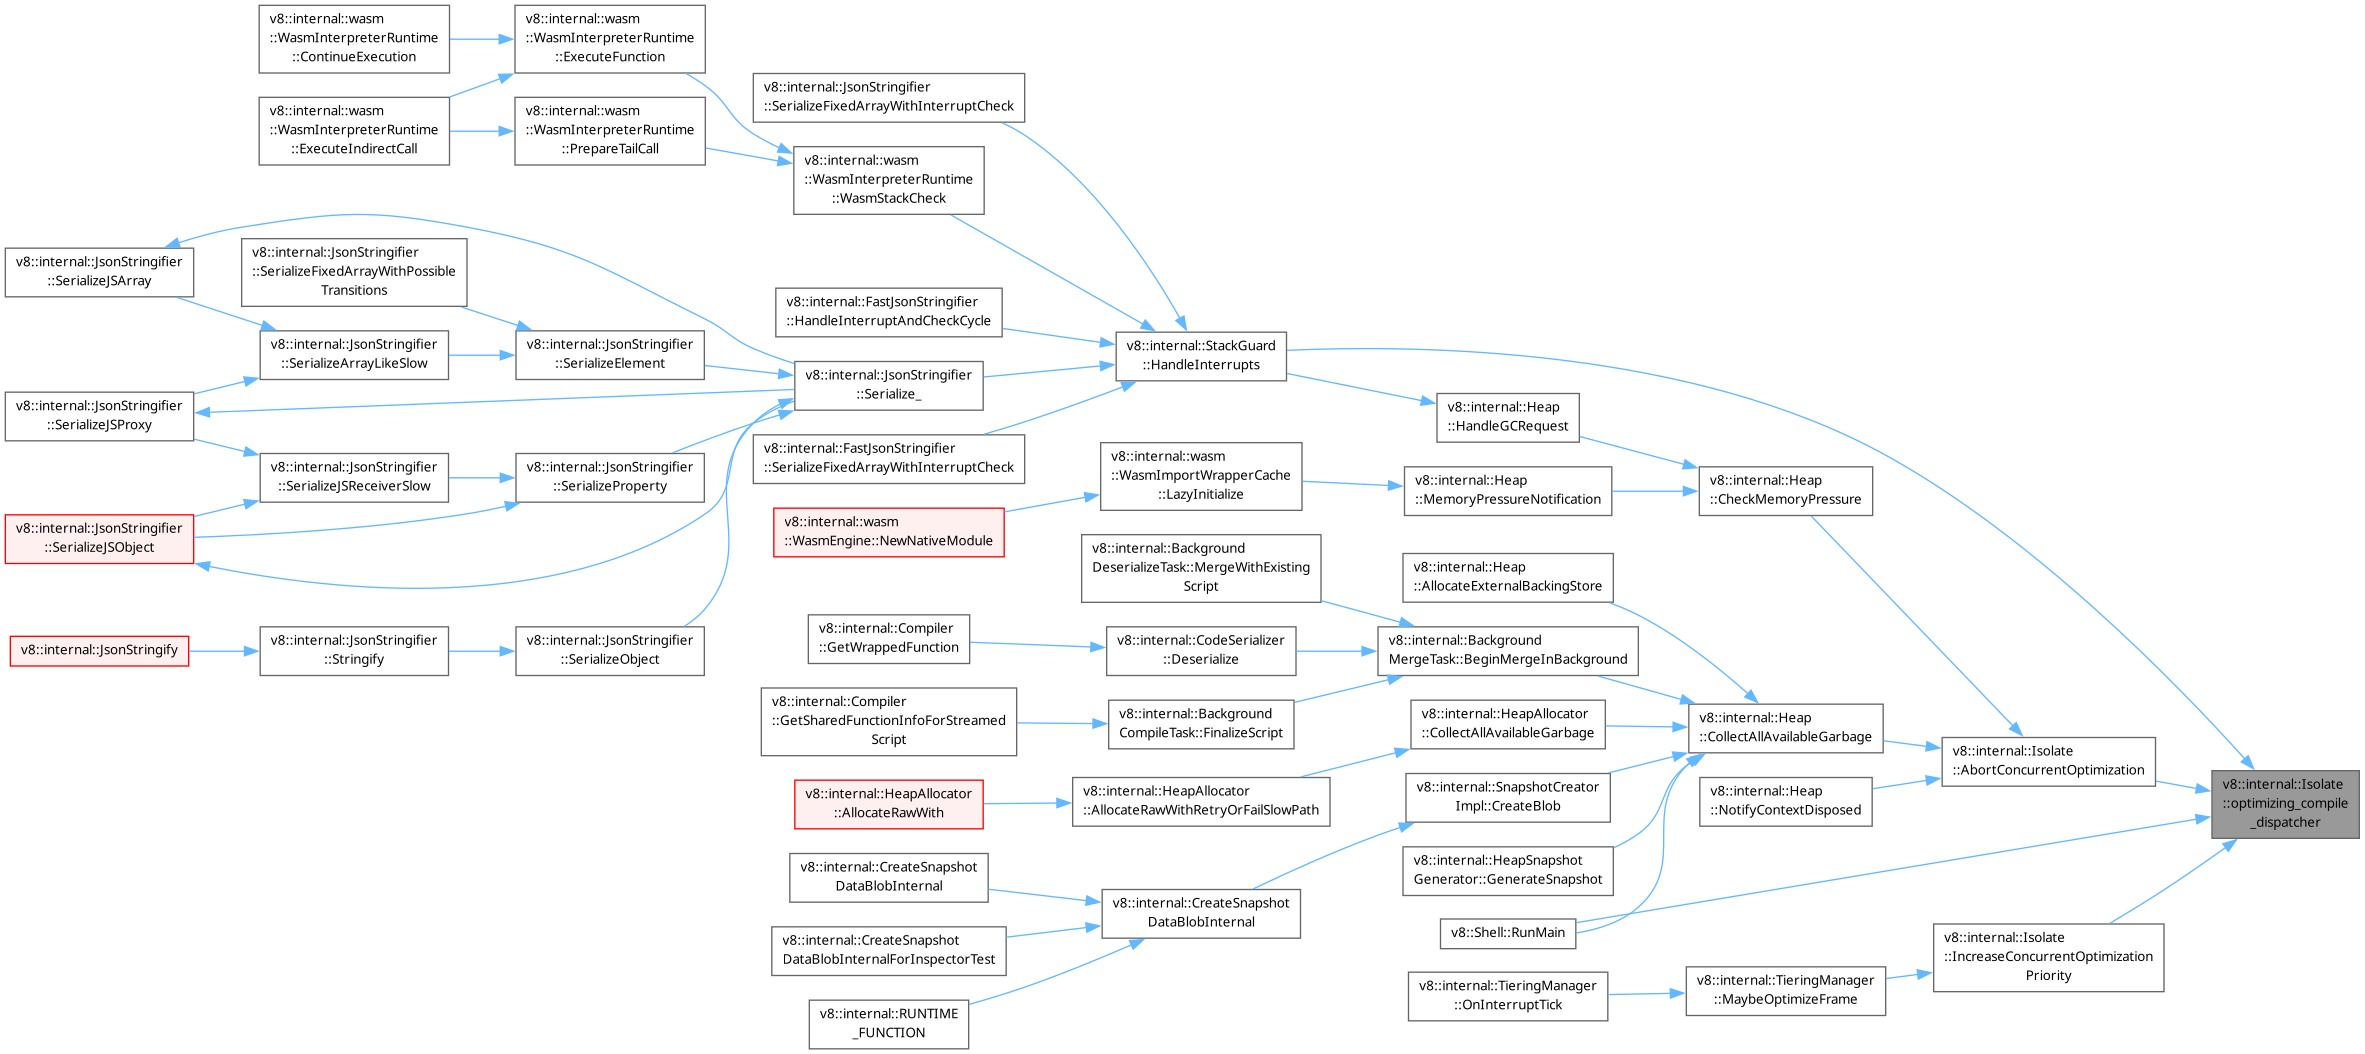 v8::internal::wasm
::WasmInterpreterRuntime
::ContinueExecution
v8::internal::wasm
::WasmInterpreterRuntime
::ExecuteFunction
v8::internal::wasm
::WasmInterpreterRuntime
::ExecuteIndirectCall
v8::internal::wasm
::WasmInterpreterRuntime
::PrepareTailCall
v8::internal::JsonStringifier
::SerializeFixedArrayWithInterruptCheck
v8::internal::wasm
::WasmInterpreterRuntime
::WasmStackCheck
v8::internal::JsonStringifier
::SerializeJSArray
v8::internal::JsonStringifier
::SerializeFixedArrayWithPossible
Transitions
v8::internal::FastJsonStringifier
::HandleInterruptAndCheckCycle
v8::internal::JsonStringifier
::SerializeArrayLikeSlow
v8::internal::JsonStringifier
::SerializeElement
v8::internal::JsonStringifier
::Serialize_
v8::internal::StackGuard
::HandleInterrupts
v8::internal::JsonStringifier
::SerializeJSProxy
v8::internal::Heap
::HandleGCRequest
v8::internal::JsonStringifier
::SerializeJSReceiverSlow
v8::internal::JsonStringifier
::SerializeProperty
v8::internal::FastJsonStringifier
::SerializeFixedArrayWithInterruptCheck
v8::internal::wasm
::WasmImportWrapperCache
::LazyInitialize
v8::internal::Heap
::MemoryPressureNotification
v8::internal::Heap
::CheckMemoryPressure
v8::internal::JsonStringifier
::SerializeJSObject
v8::internal::wasm
::WasmEngine::NewNativeModule
v8::internal::Background
DeserializeTask::MergeWithExisting
Script
v8::internal::Heap
::AllocateExternalBackingStore
v8::internal::JsonStringify
v8::internal::JsonStringifier
::Stringify
v8::internal::JsonStringifier
::SerializeObject
v8::internal::Compiler
::GetWrappedFunction
v8::internal::CodeSerializer
::Deserialize
v8::internal::Background
MergeTask::BeginMergeInBackground
v8::internal::Compiler
::GetSharedFunctionInfoForStreamed
Script
v8::internal::Background
CompileTask::FinalizeScript
v8::internal::HeapAllocator
::CollectAllAvailableGarbage
v8::internal::Heap
::CollectAllAvailableGarbage
v8::internal::Isolate
::AbortConcurrentOptimization
v8::internal::HeapAllocator
::AllocateRawWith
v8::internal::HeapAllocator
::AllocateRawWithRetryOrFailSlowPath
v8::internal::SnapshotCreator
Impl::CreateBlob
v8::internal::Heap
::NotifyContextDisposed
v8::internal::Isolate
::optimizing_compile
_dispatcher
v8::internal::CreateSnapshot
DataBlobInternal
v8::internal::HeapSnapshot
Generator::GenerateSnapshot
v8::internal::CreateSnapshot
DataBlobInternal
v8::Shell::RunMain
v8::internal::CreateSnapshot
DataBlobInternalForInspectorTest
v8::internal::Isolate
::IncreaseConcurrentOptimization
Priority
v8::internal::RUNTIME
_FUNCTION
v8::internal::TieringManager
::OnInterruptTick
v8::internal::TieringManager
::MaybeOptimizeFrame